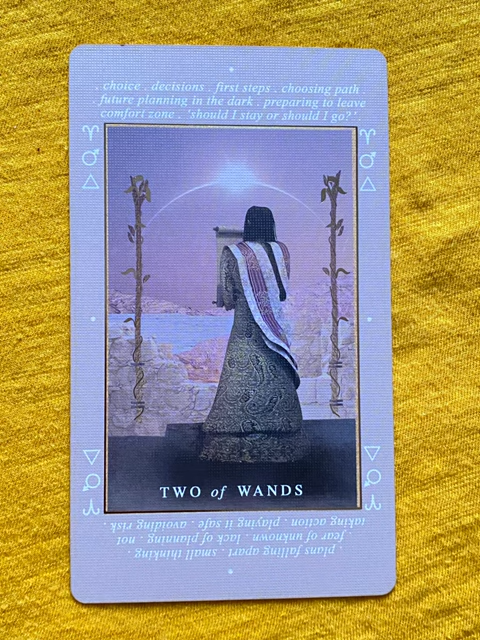 . choice . decisions . first steps . choosing path .
. future planning in the dark . preparing to leave
comfort zone . 'should I stay or should I go?'
TWO of WANDS
. plans falling apart . small thinking .
fear of unknown . lack of planning . not
taking action . playing it safe . avoiding risk .